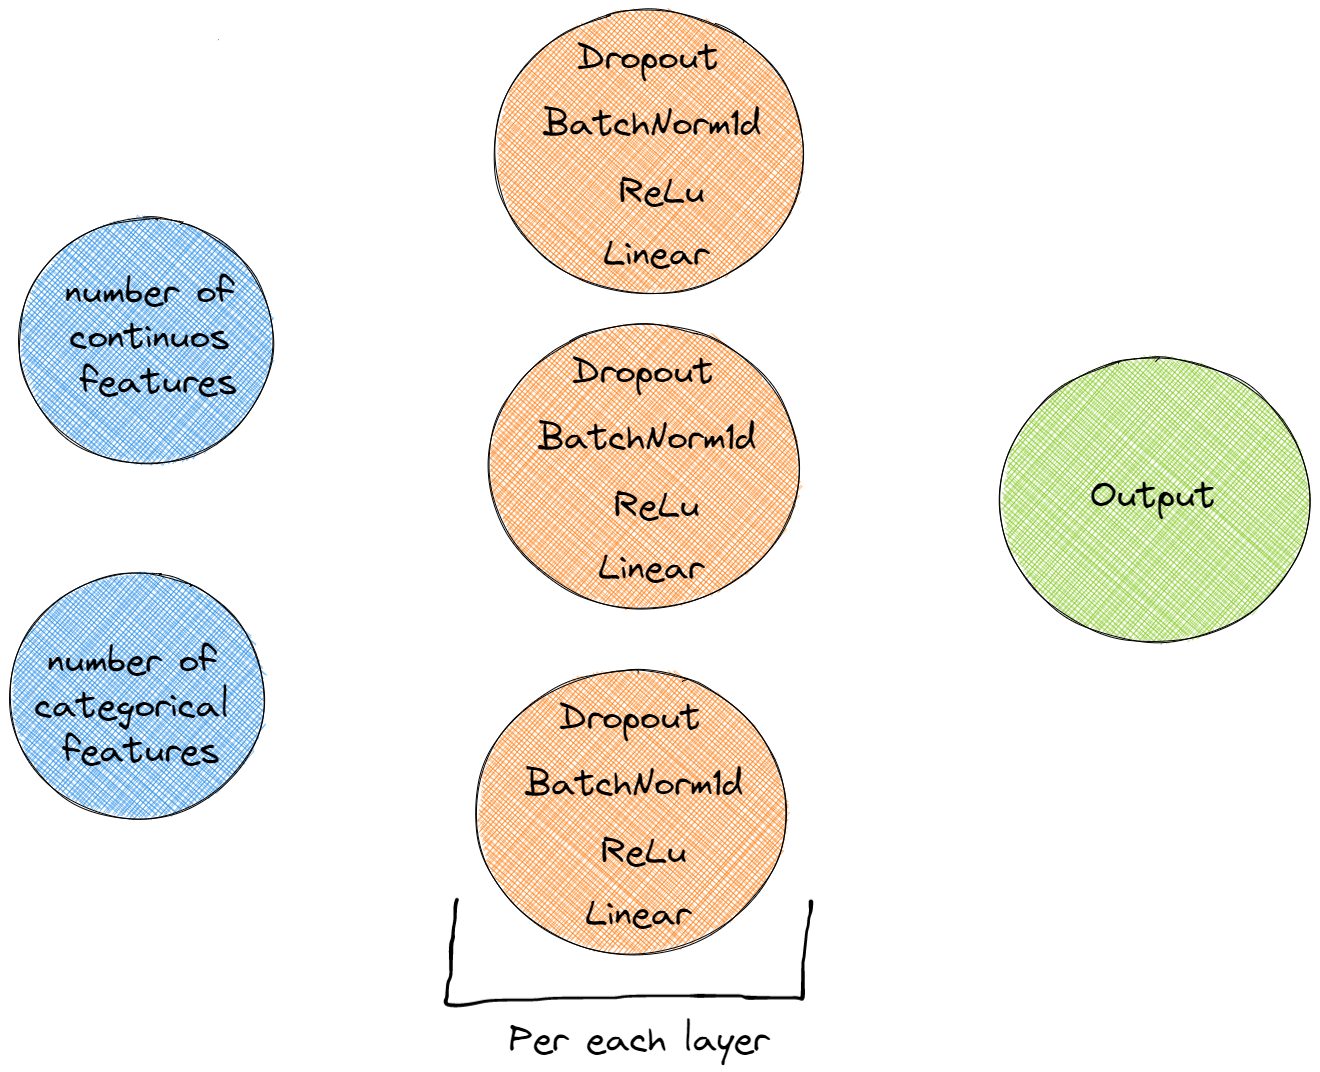 number of
continuos
features
number of
categorical
features
Dropout
BatchNorm1d
ReLu
Linear
Dropout
BatchNorm1d
ReLu
Linear
Dropout
BatchNorm1d
ReLu
Linear
Per each layer
Output